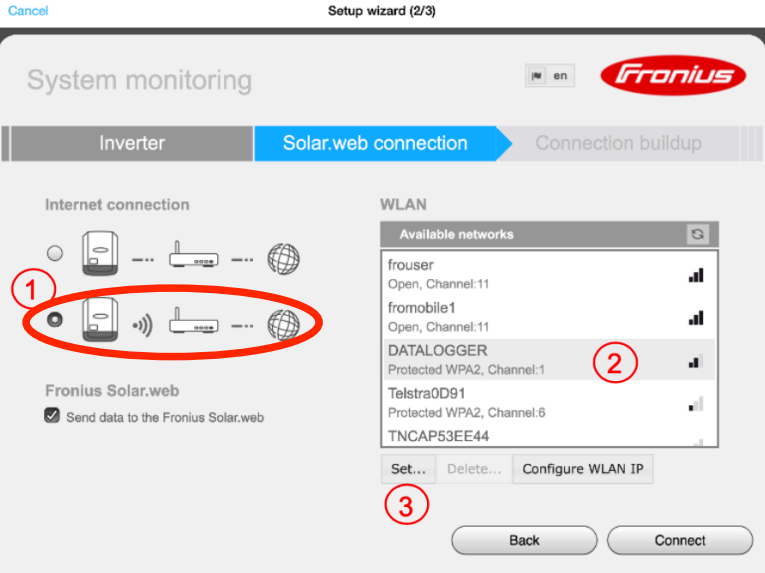 Cancel
Setup wizard (2/3)
System monitoring
en
Fronius
Inverter
Solar.web connection
Connection buildup
Internet connection
1
Fronius Solar.web
Send data to the Fronius Solar.web
WLAN
Available networks
frouser
Open, Channel:11
fromobile1
Open, Channel:11
DATALOGGER
Protected WPA2, Channel:1
2
Telstra0D91
Protected WPA2, Channel:6
TNCAP53EE44
Set...
Delete...
Configure WLAN IP
3
Back
Connect